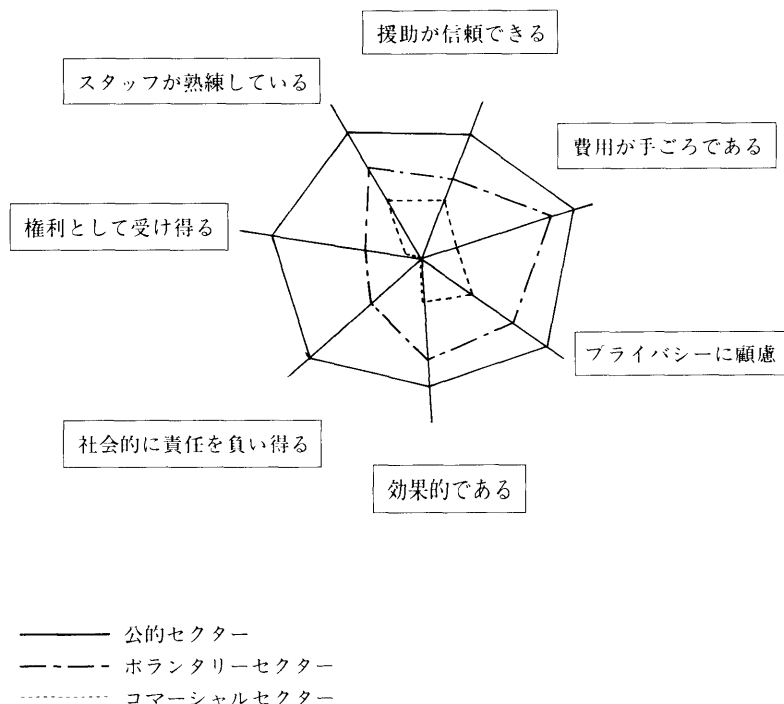 援助が信頼できる
スタッフが熟練している
費用が手ごろである
権利として受け得る
プライバシーに顧慮
社会的に責任を負い得る
効果的である
公的セクター
ボランタリーセクター
コマーシャルセクター